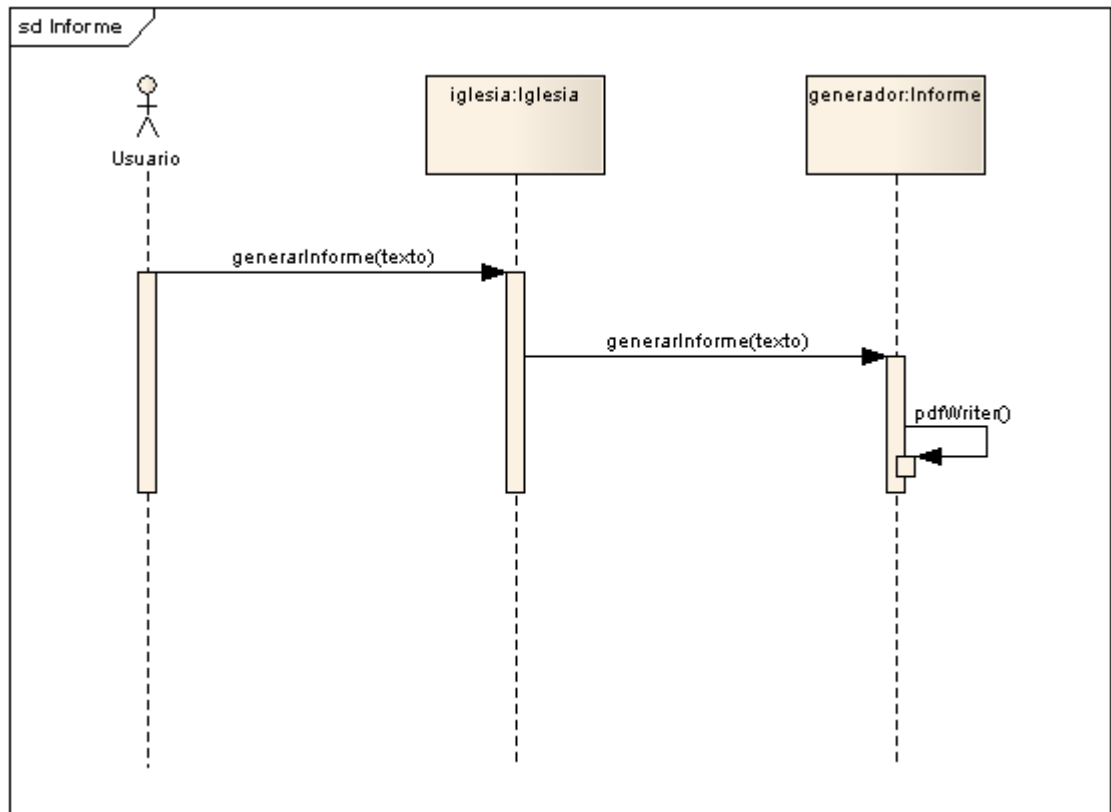 sd Informe
Usuario
iglesia:Iglesia
generador:Informe
generarInforme(texto)
generarInforme(texto)
pdfWriter()